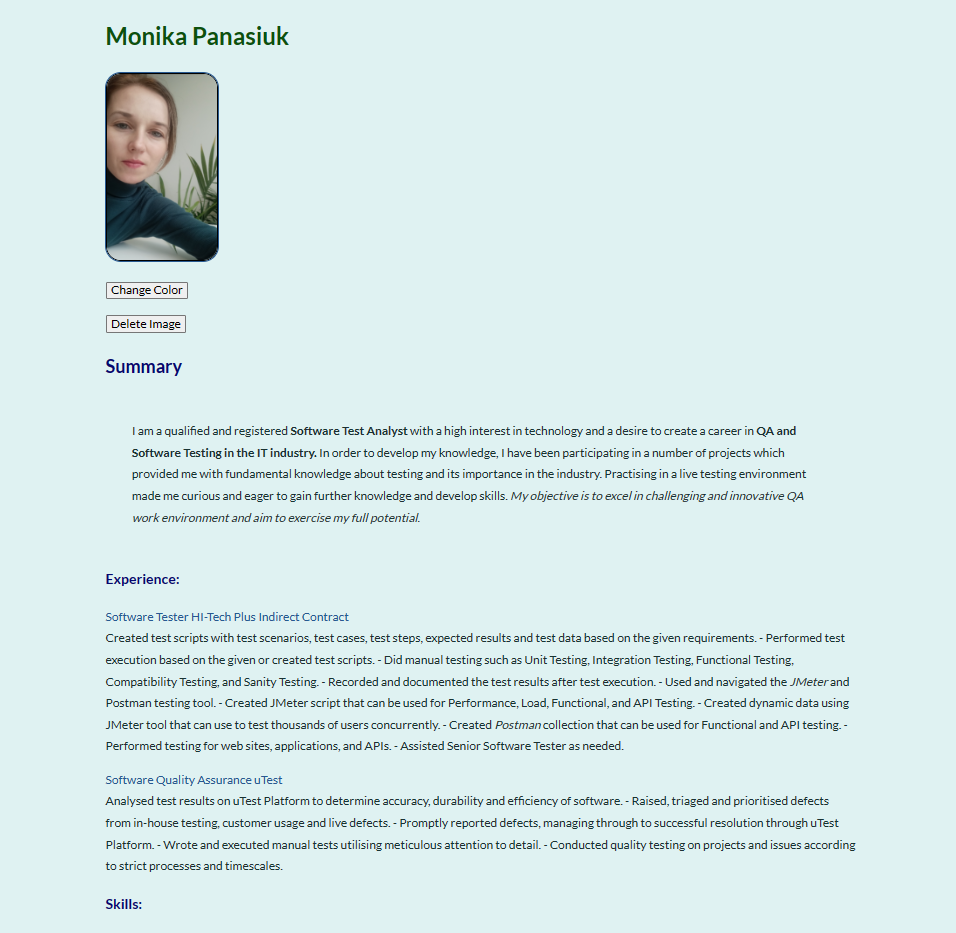 Monika Panasiuk
Change Color
Delete Image
Summary
I am a qualified and registered Software Test Analyst with a high interest in technology and a desire to create a career in QA and
Software Testing in the IT industry. In order to develop my knowledge, I have been participating in a number of projects which
provided me with fundamental knowledge about testing and its importance in the industry. Practising in a live testing environment
made me curious and eager to gain further knowledge and develop skills. My objective is to excel in challenging and innovative QA
work environment and aim to exercise my full potential.
Experience:
Software Tester HI-Tech Plus Indirect Contract
Created test scripts with test scenarios, test cases, test steps, expected results and test data based on the given requirements. - Performed test
execution based on the given or created test scripts. - Did manual testing such as Unit Testing, Integration Testing, Functional Testing,
Compatibility Testing, and Sanity Testing. - Recorded and documented the test results after test execution. - Used and navigated the JMeter and
Postman testing tool. - Created JMeter script that can be used for Performance, Load, Functional, and API Testing. - Created dynamic data using
JMeter tool that can use to test thousands of users concurrently. - Created Postman collection that can be used for Functional and API testing. -
Performed testing for web sites, applications, and APIs. - Assisted Senior Software Tester as needed.
Software Quality Assurance uTest
Analysed test results on uTest Platform to determine accuracy, durability and efficiency of software. - Raised, triaged and prioritised defects
from in-house testing, customer usage and live defects. - Promptly reported defects, managing through to successful resolution through uTest
Platform. - Wrote and executed manual tests utilising meticulous attention to detail. - Conducted quality testing on projects and issues according
to strict processes and timescales.
Skills: